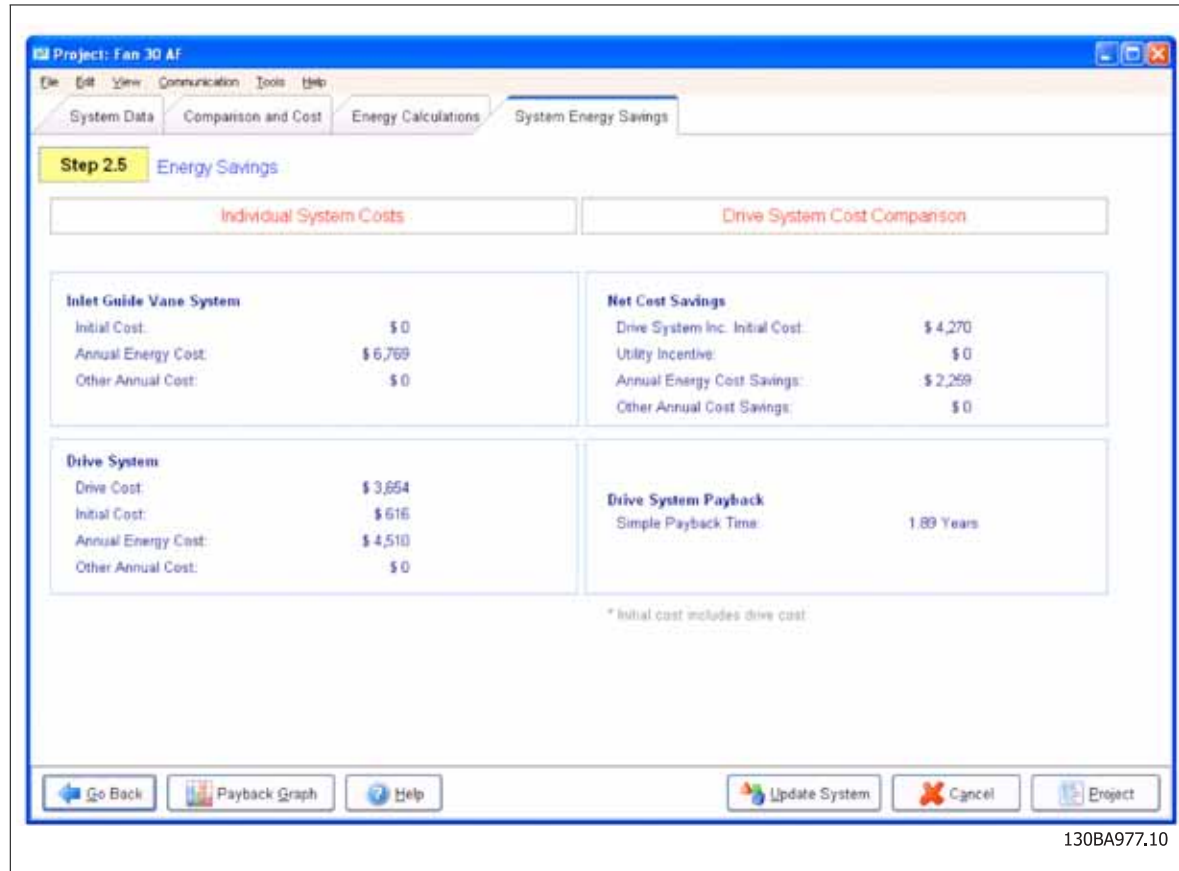 Project: Fan 30 AF
File Edit View Communication Tools Help
System Data Comparison and Cost Energy Calculations System Energy Savings
Step 2.5 Energy Savings
Individual System Costs
Drive System Cost Comparison
Inlet Guide Vane System
Initial Cost: $ 0
Annual Energy Cost: $ 6,769
Other Annual Cost: $ 0
Net Cost Savings
Drive System Inc. Initial Cost: $ 4,270
Utility Incentive: $ 0
Annual Energy Cost Savings: $ 2,259
Other Annual Cost Savings: $ 0
Drive System
Drive Cost: $ 3,654
Initial Cost: $ 616
Annual Energy Cost: $ 4,510
Other Annual Cost: $ 0
Drive System Payback
Simple Payback Time: 1.89 Years
* Initial cost includes drive cost
Go Back Payback Graph Help Update System Cancel Project
130BA977.10